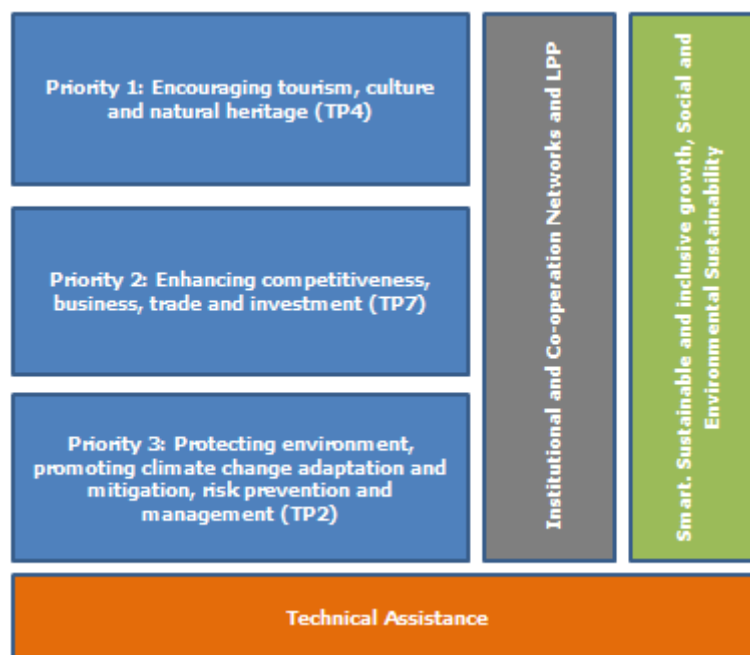 Priority 1: Encouraging tourism, culture
and natural heritage (TP4)
Priority 2: Enhancing competitiveness,
business, trade and investment (TP7)
Priority 3: Protecting environment,
promoting climate change adaptation and
mitigation, risk prevention and
management (TP2)
Institutional and Co-operation Networks and LPP
Smart. Sustainable and inclusive growth, Social and
Environmental Sustainability
Technical Assistance